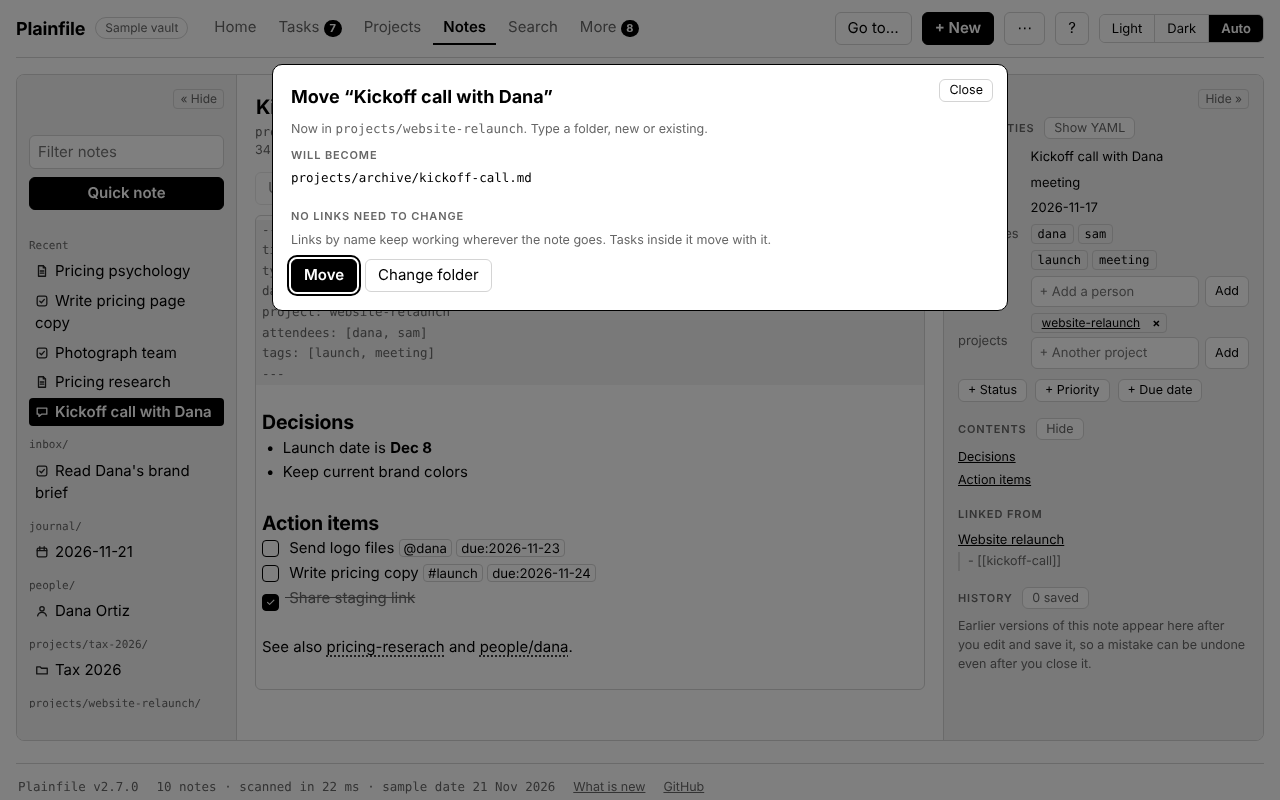 Plainfile Sample vault Home Tasks 7 Projects Notes Search More 8 Go to... + New ... ? Light Dark Auto
« Hide
Filter notes
Quick note
Recent
Pricing psychology
Write pricing page
copy
Photograph team
Pricing research
Kickoff call with Dana
inbox/
Read Dana's brand
brief
journal/
2026-11-21
people/
Dana Ortiz
projects/tax-2026/
Tax 2026
projects/website-relaunch/
Move “Kickoff call with Dana”
Close
Now in projects/website-relaunch. Type a folder, new or existing.
WILL BECOME
projects/archive/kickoff-call.md
NO LINKS NEED TO CHANGE
Links by name keep working wherever the note goes. Tasks inside it move with it.
Move Change folder
project: website-relaunch
attendees: [dana, sam]
tags: [launch, meeting]
---
Decisions
• Launch date is Dec 8
• Keep current brand colors
Action items
Send logo files @dana due:2026-11-23
Write pricing copy #launch due:2026-11-24
Share staging link
See also pricing-reserach and people/dana.
Hide »
Show YAML
Kickoff call with Dana
meeting
2026-11-17
dana sam
launch meeting
+ Add a person Add
website-relaunch ×
projects
+ Another project Add
+ Status + Priority + Due date
CONTENTS Hide
Decisions
Action items
LINKED FROM
Website relaunch
- [[kickoff-call]]
HISTORY 0 saved
Earlier versions of this note appear here after
you edit and save it, so a mistake can be undone
even after you close it.
Plainfile v2.7.0 10 notes · scanned in 22 ms · sample date 21 Nov 2026 What is new GitHub